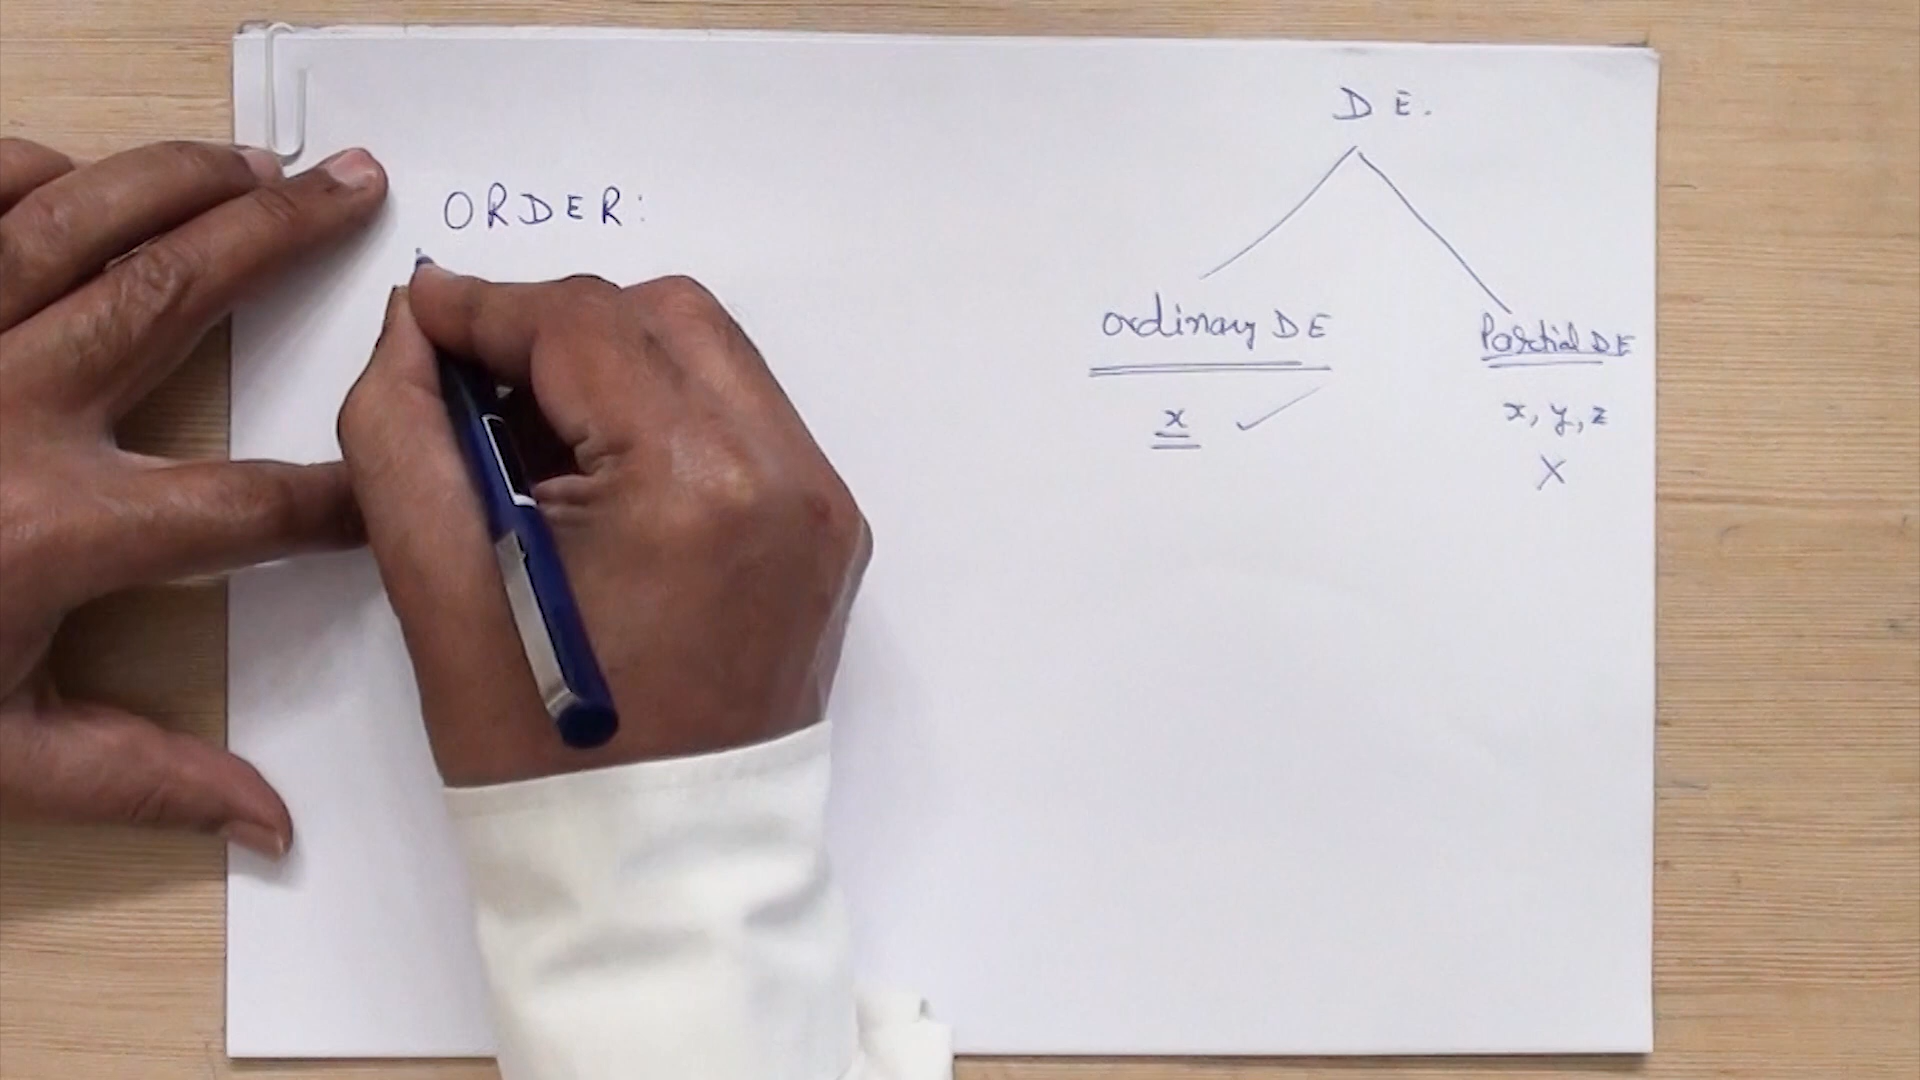 D E.
ORDER:
ordinary DE
Partial DE
x
x, y, z
X